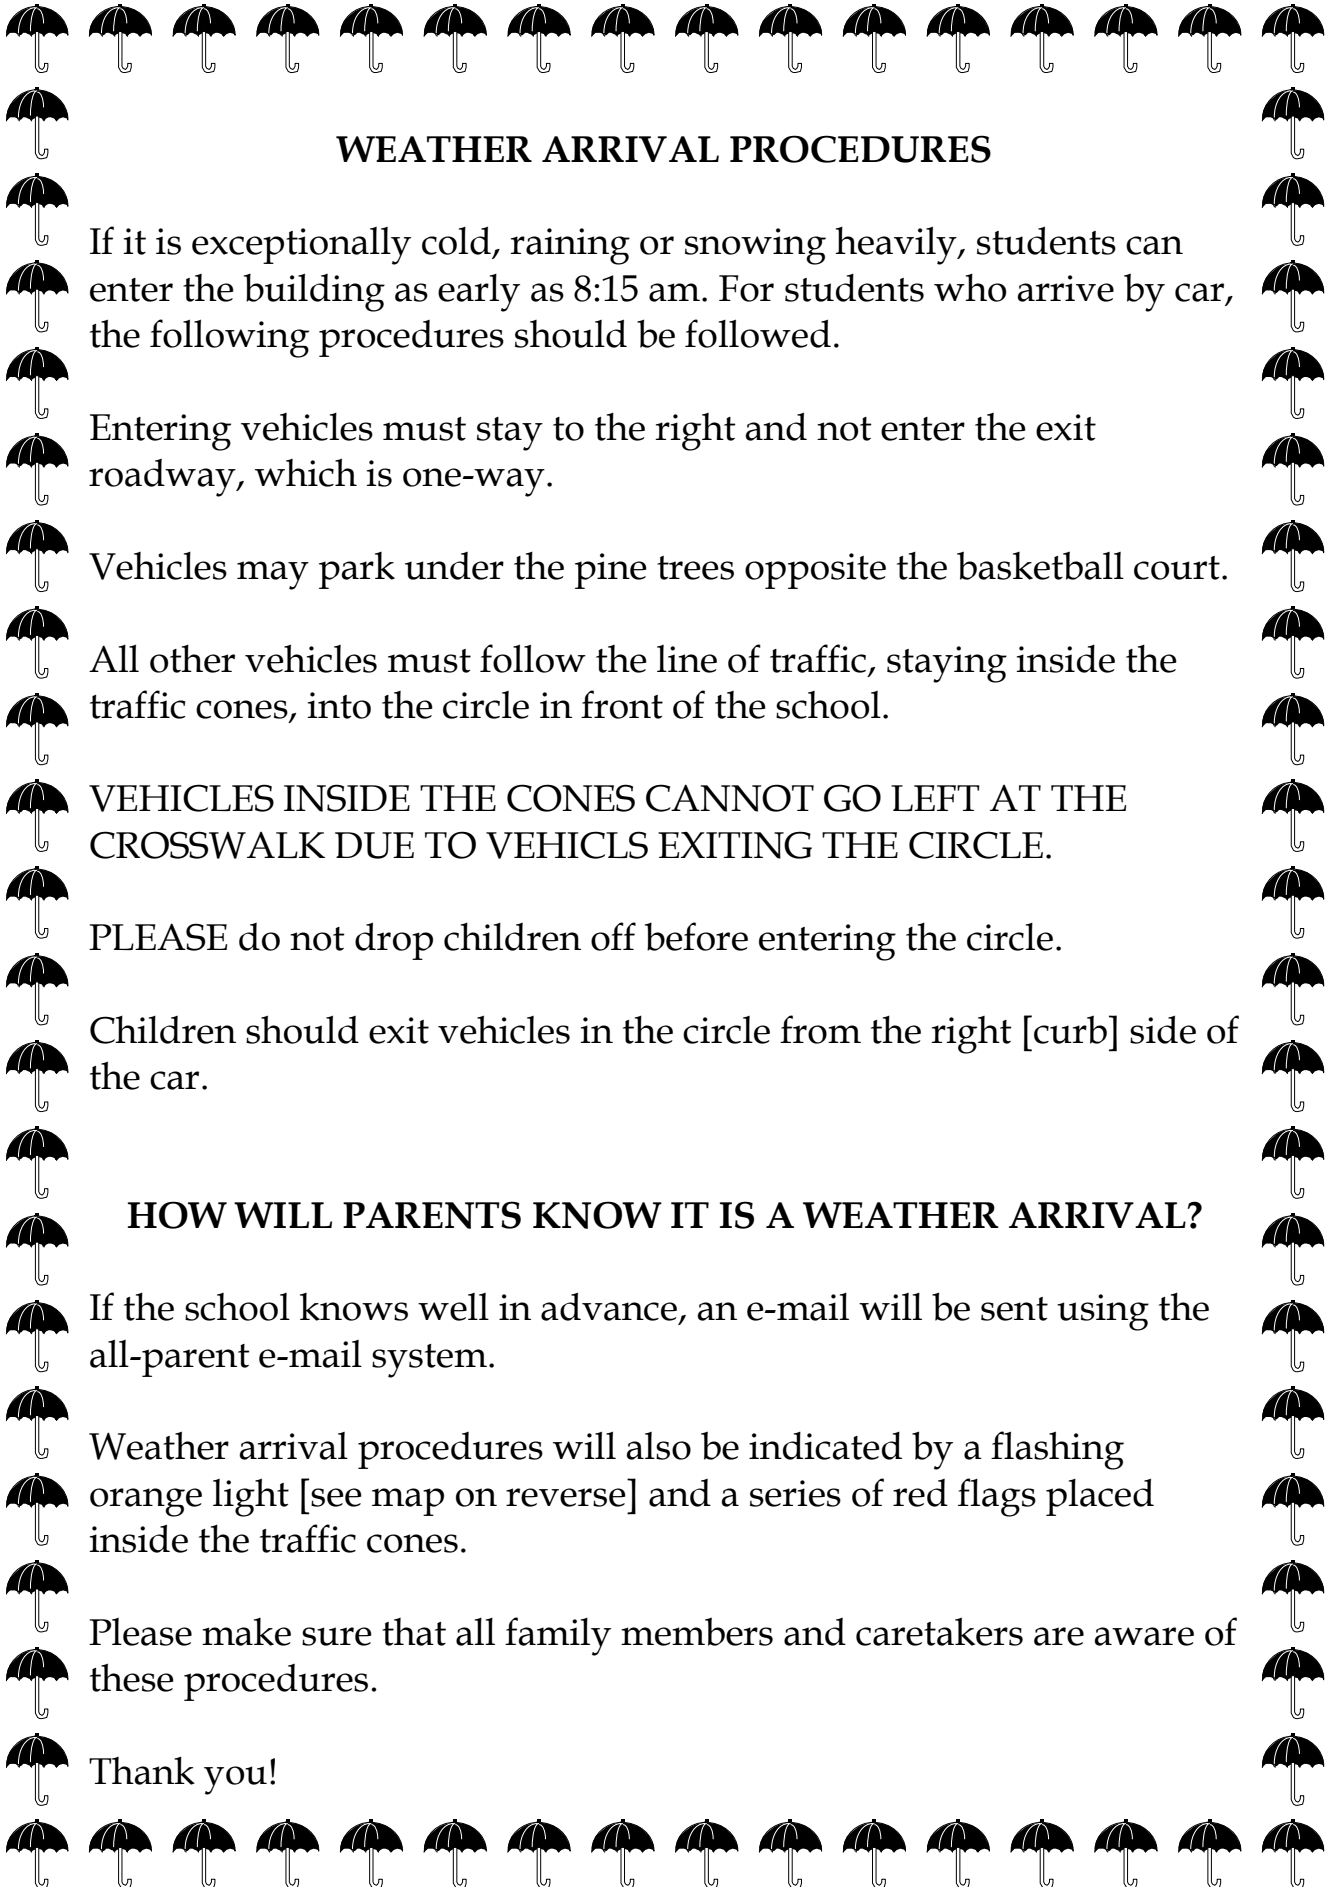 WEATHER ARRIVAL PROCEDURES
If it is exceptionally cold, raining or snowing heavily, students can
enter the building as early as 8:15 am. For students who arrive by car,
the following procedures should be followed.
Entering vehicles must stay to the right and not enter the exit
roadway, which is one-way.
Vehicles may park under the pine trees opposite the basketball court.
All other vehicles must follow the line of traffic, staying inside the
traffic cones, into the circle in front of the school.
VEHICLES INSIDE THE CONES CANNOT GO LEFT AT THE
CROSSWALK DUE TO VEHICLS EXITING THE CIRCLE.
PLEASE do not drop children off before entering the circle.
Children should exit vehicles in the circle from the right [curb] side of
the car.
HOW WILL PARENTS KNOW IT IS A WEATHER ARRIVAL?
If the school knows well in advance, an e-mail will be sent using the
all-parent e-mail system.
Weather arrival procedures will also be indicated by a flashing
orange light [see map on reverse] and a series of red flags placed
inside the traffic cones.
Please make sure that all family members and caretakers are aware of
these procedures.
Thank you!